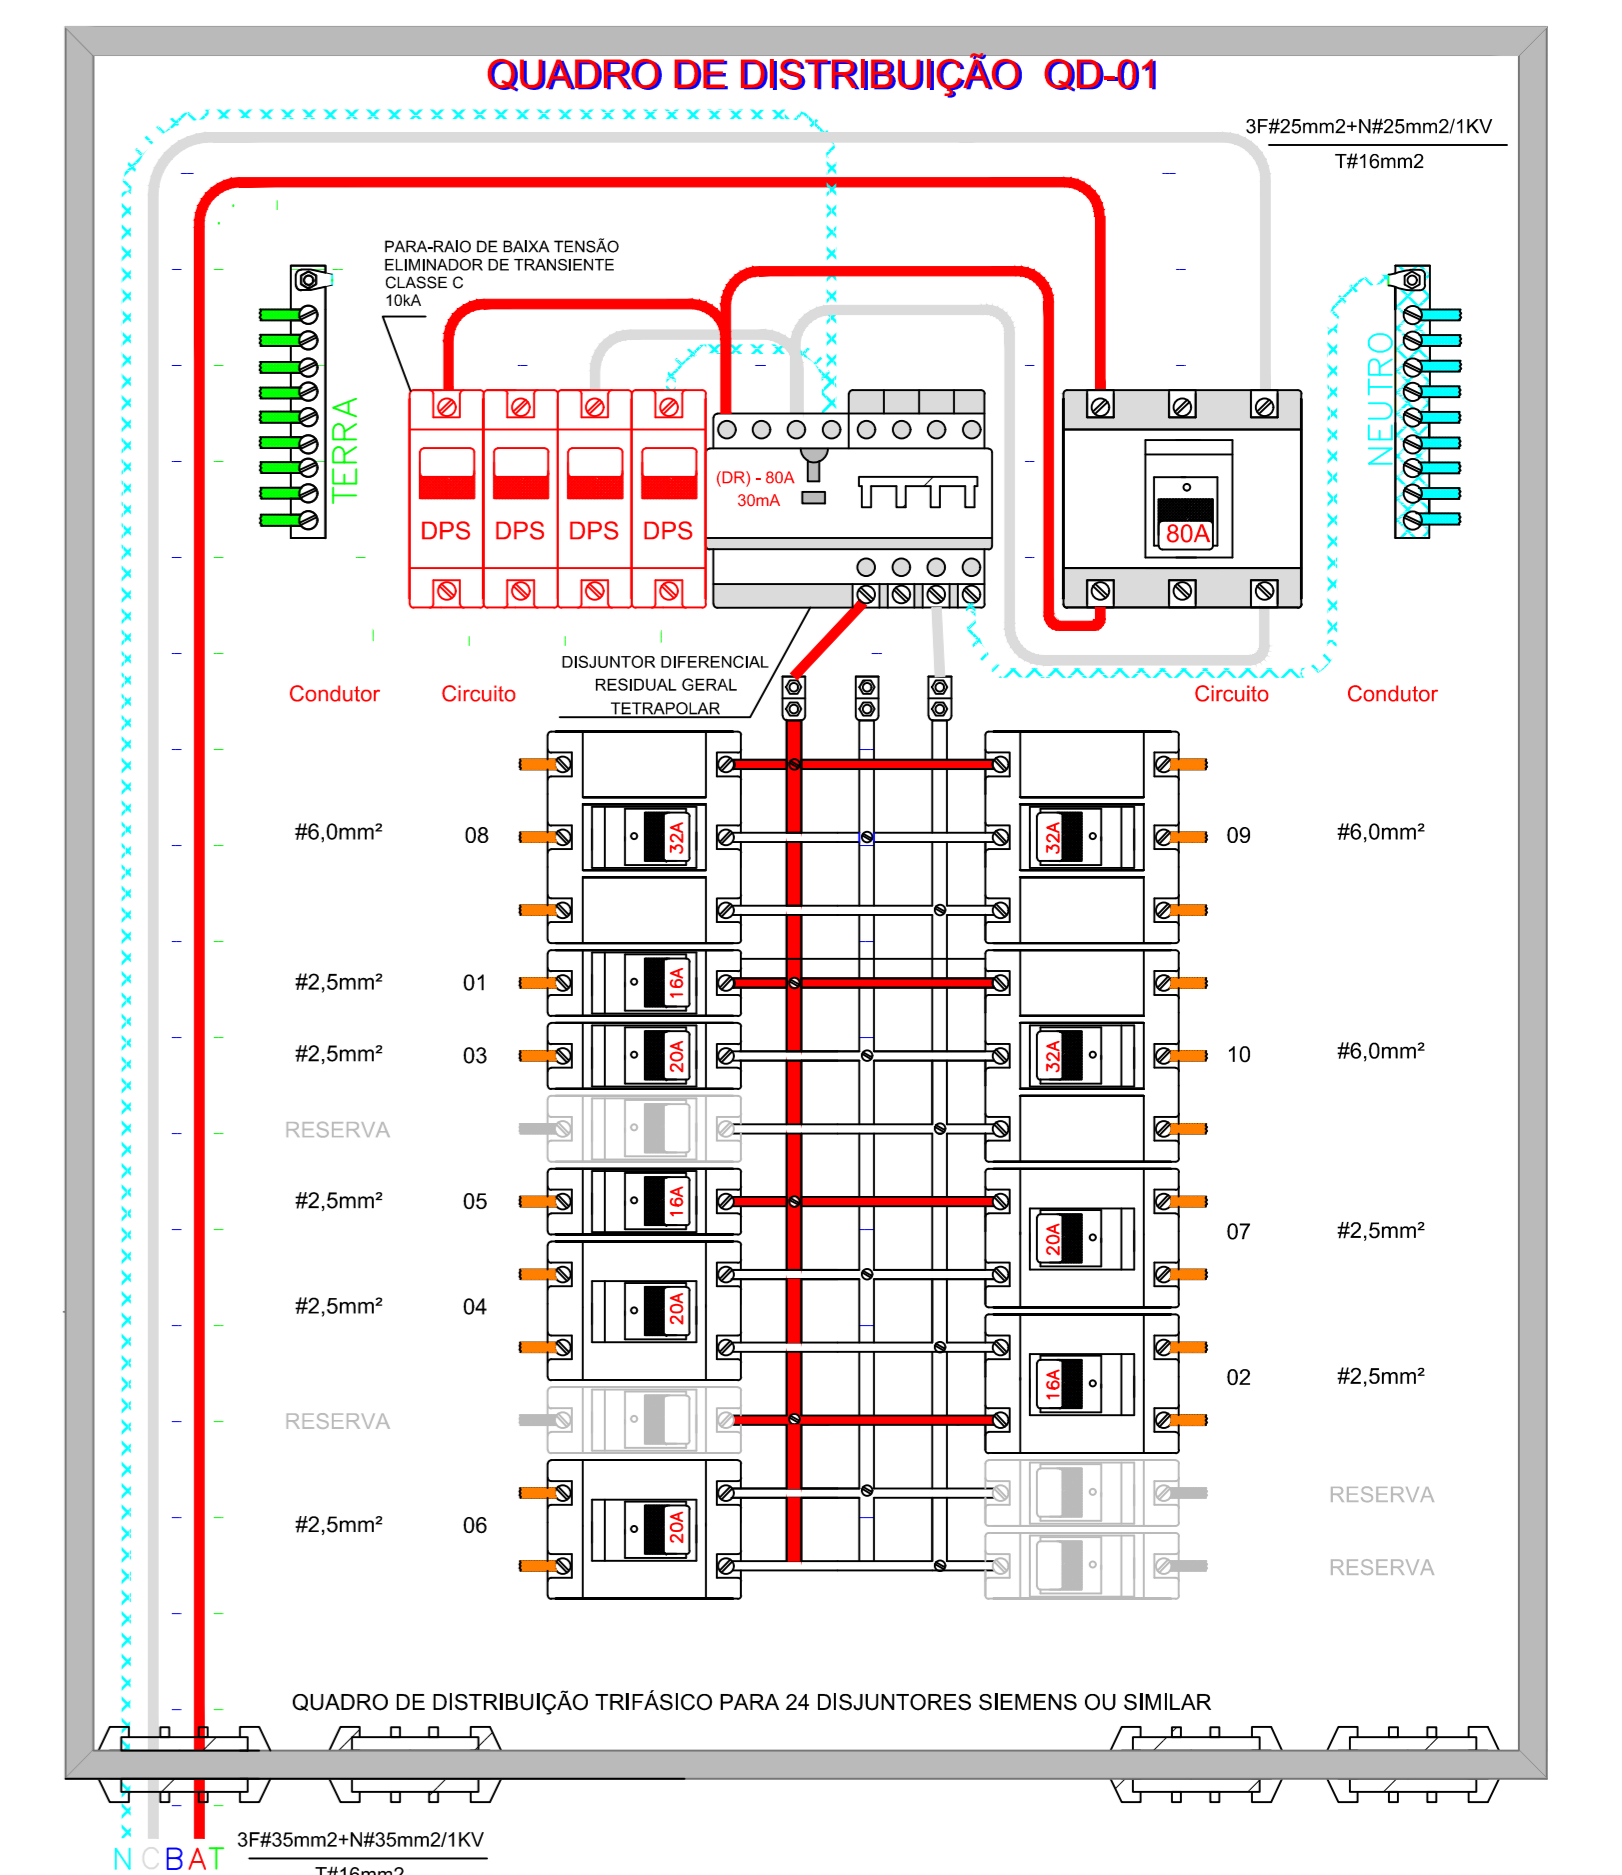 QUADRO DE DISTRIBUIÇÃO QD-01
3F#25mm2+N#25mm2/1KV
T#16mm2
PARA-RAIO DE BAIXA TENSÃO
ELIMINADOR DE TRANSIENTE
CLASSE C
10kA
TERRA
NEUTRO
DPS DPS DPS DPS
(DR) - 80A
30mA
80A
DISJUNTOR DIFERENCIAL
RESIDUAL GERAL
TETRAPOLAR
Condutor Circuito Circuito Condutor
#6,0mm² 08 32A 32A 09 #6,0mm²
#2,5mm² 01 16A
#2,5mm² 03 20A 32A 10 #6,0mm²
RESERVA
#2,5mm² 05 16A 20A 07 #2,5mm²
#2,5mm² 04 20A
16A 02 #2,5mm²
RESERVA
RESERVA
#2,5mm² 06 20A
RESERVA
QUADRO DE DISTRIBUIÇÃO TRIFÁSICO PARA 24 DISJUNTORES SIEMENS OU SIMILAR
3F#35mm2+N#35mm2/1KV
N C B A T
T#16mm2